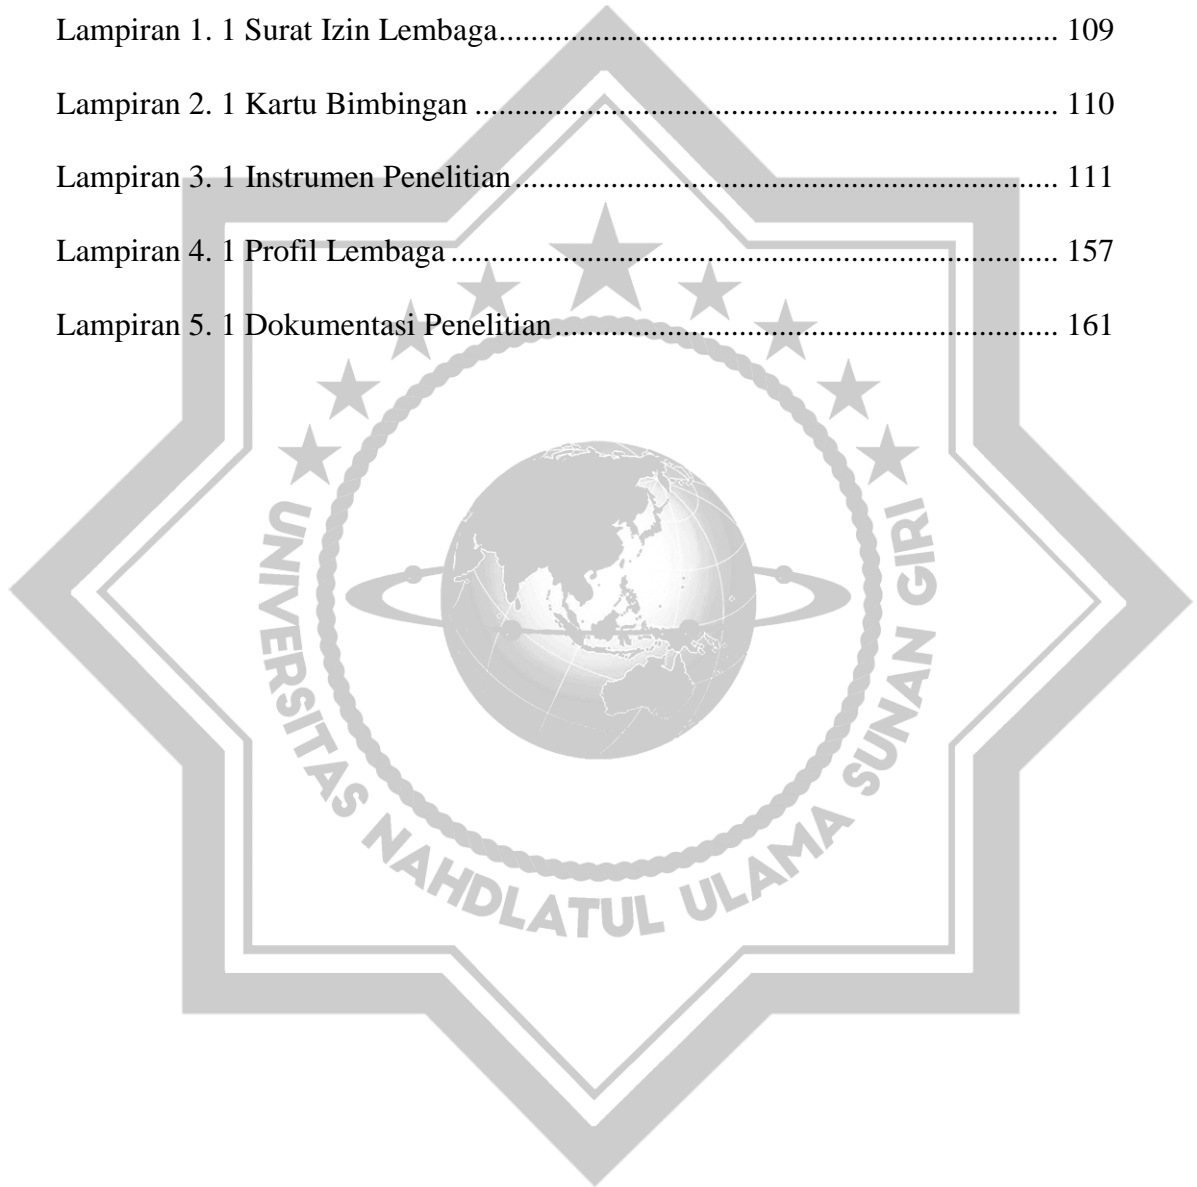 Lampiran 1. 1 Surat Izin Lembaga....................................................................... 109
Lampiran 2. 1 Kartu Bimbingan .......................................................................... 110
Lampiran 3. 1 Instrumen Penelitian..................................................................... 111
Lampiran 4. 1 Profil Lembaga ............................................................................. 157
Lampiran 5. 1 Dokumentasi Penelitian................................................................ 161
UNIVERSITAS NAHDLATUL ULAMA SUNAN GIRI